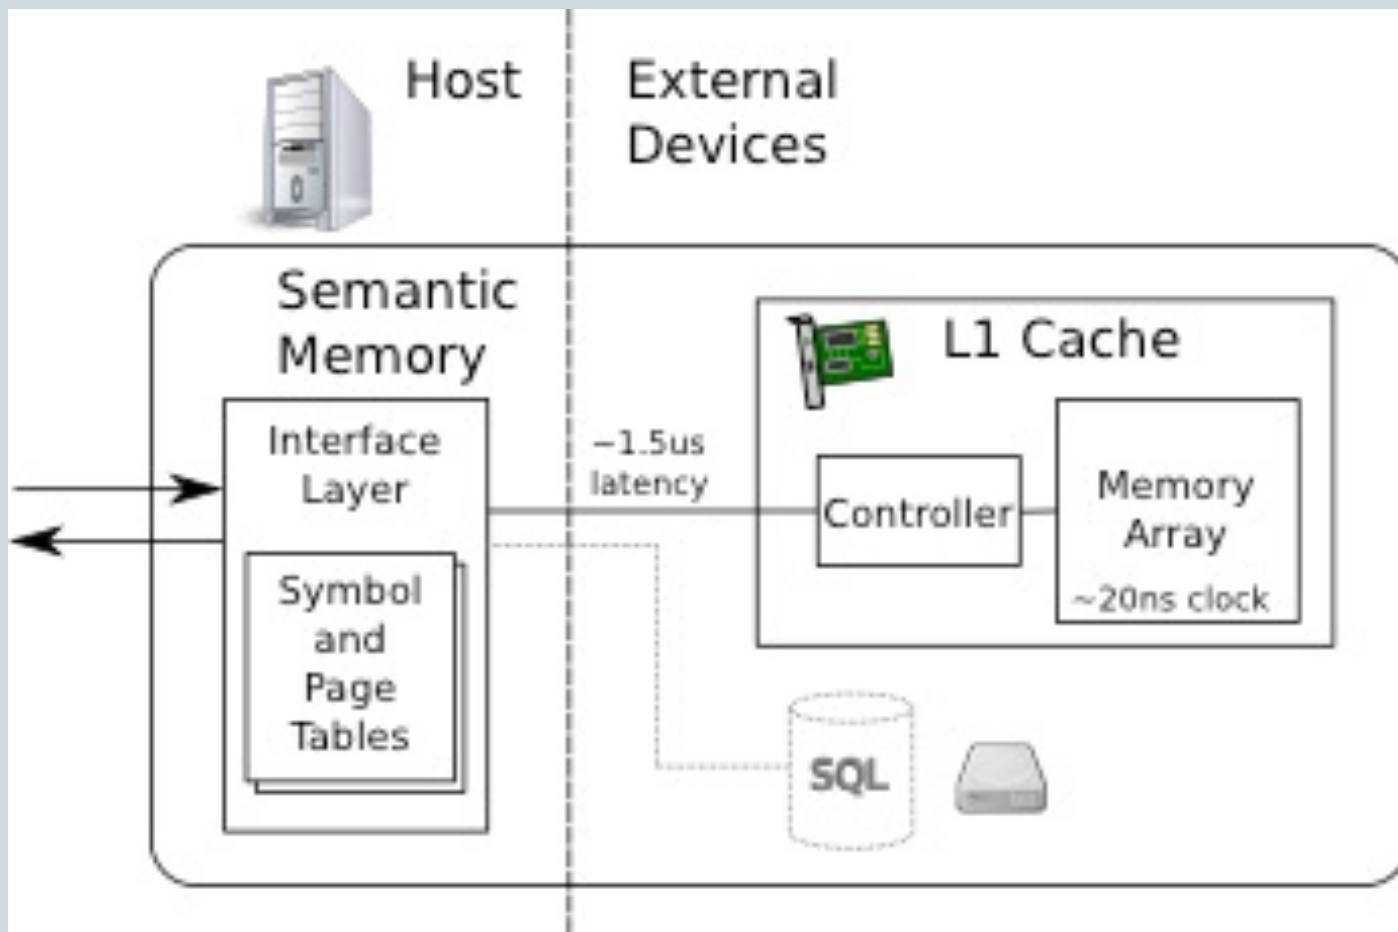 Host
External
Devices
Semantic
Memory
L1 Cache
Interface
Layer
~1.5us
latency
Controller
Memory
Array
~20ns clock
Symbol
and
Page
Tables
SQL